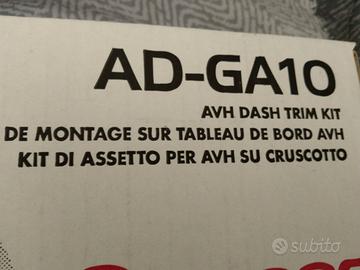 AD-GA10
AVH DASH TRIM KIT
DE MONTAGE SUR TABLEAU DE BORD AVH
KIT DI ASSETTO PER AVH SU CRUSCOTTO
subito